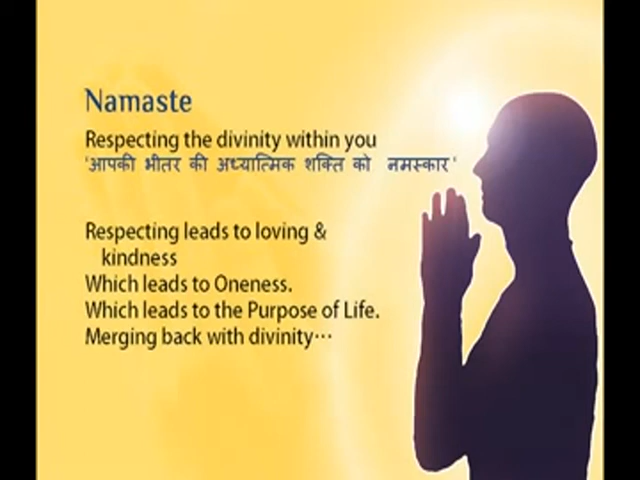 Namaste
Respecting the divinity within you
'आपकी भीतर की अध्यात्मिक शक्ति को नमस्कार'
Respecting leads to loving &
kindness
Which leads to Oneness.
Which leads to the Purpose of Life.
Merging back with divinity…